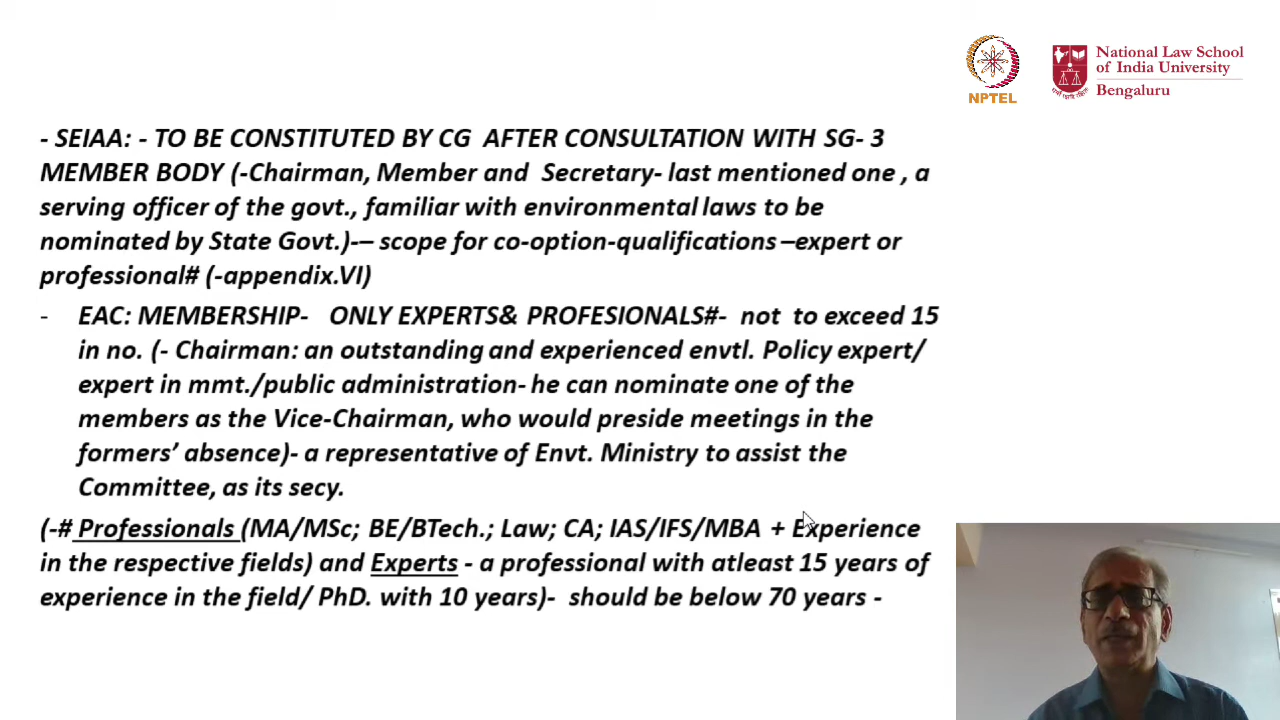 NPTEL
National Law School
of India University
Bengaluru
- SEIAA: - TO BE CONSTITUTED BY CG AFTER CONSULTATION WITH SG- 3
MEMBER BODY (-Chairman, Member and Secretary- last mentioned one , a
serving officer of the govt., familiar with environmental laws to be
nominated by State Govt.)-– scope for co-option-qualifications –expert or
professional# (-appendix.VI)
- EAC: MEMBERSHIP- ONLY EXPERTS& PROFESIONALS#- not to exceed 15
in no. (- Chairman: an outstanding and experienced envtl. Policy expert/
expert in mmt./public administration- he can nominate one of the
members as the Vice-Chairman, who would preside meetings in the
formers’ absence)- a representative of Envt. Ministry to assist the
Committee, as its secy.
(-# Professionals (MA/MSc; BE/BTech.; Law; CA; IAS/IFS/MBA + Experience
in the respective fields) and Experts - a professional with atleast 15 years of
experience in the field/ PhD. with 10 years)- should be below 70 years -